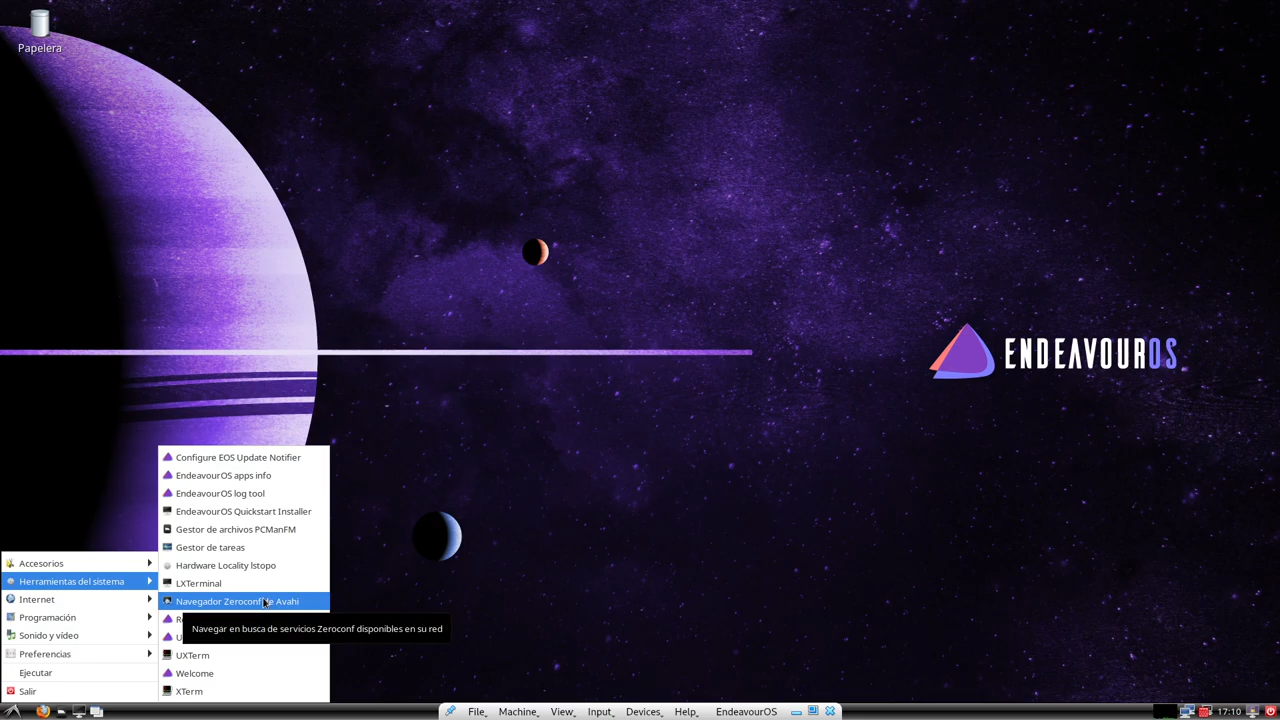 Papelera
ENDEAVOUROS
Configure EOS Update Notifier
EndeavourOS apps info
EndeavourOS log tool
EndeavourOS Quickstart Installer
Gestor de archivos PCManFM
Gestor de tareas
Hardware Locality lstopo
LXTerminal
Navegador Zeroconf de Avahi
Navegar en busca de servicios Zeroconf disponibles en su red
UXTerm
Welcome
XTerm
Accesorios
Herramientas del sistema
Internet
Programación
Sonido y vídeo
Preferencias
Ejecutar
Salir
File Machine View Input Devices Help EndeavourOS
17:10